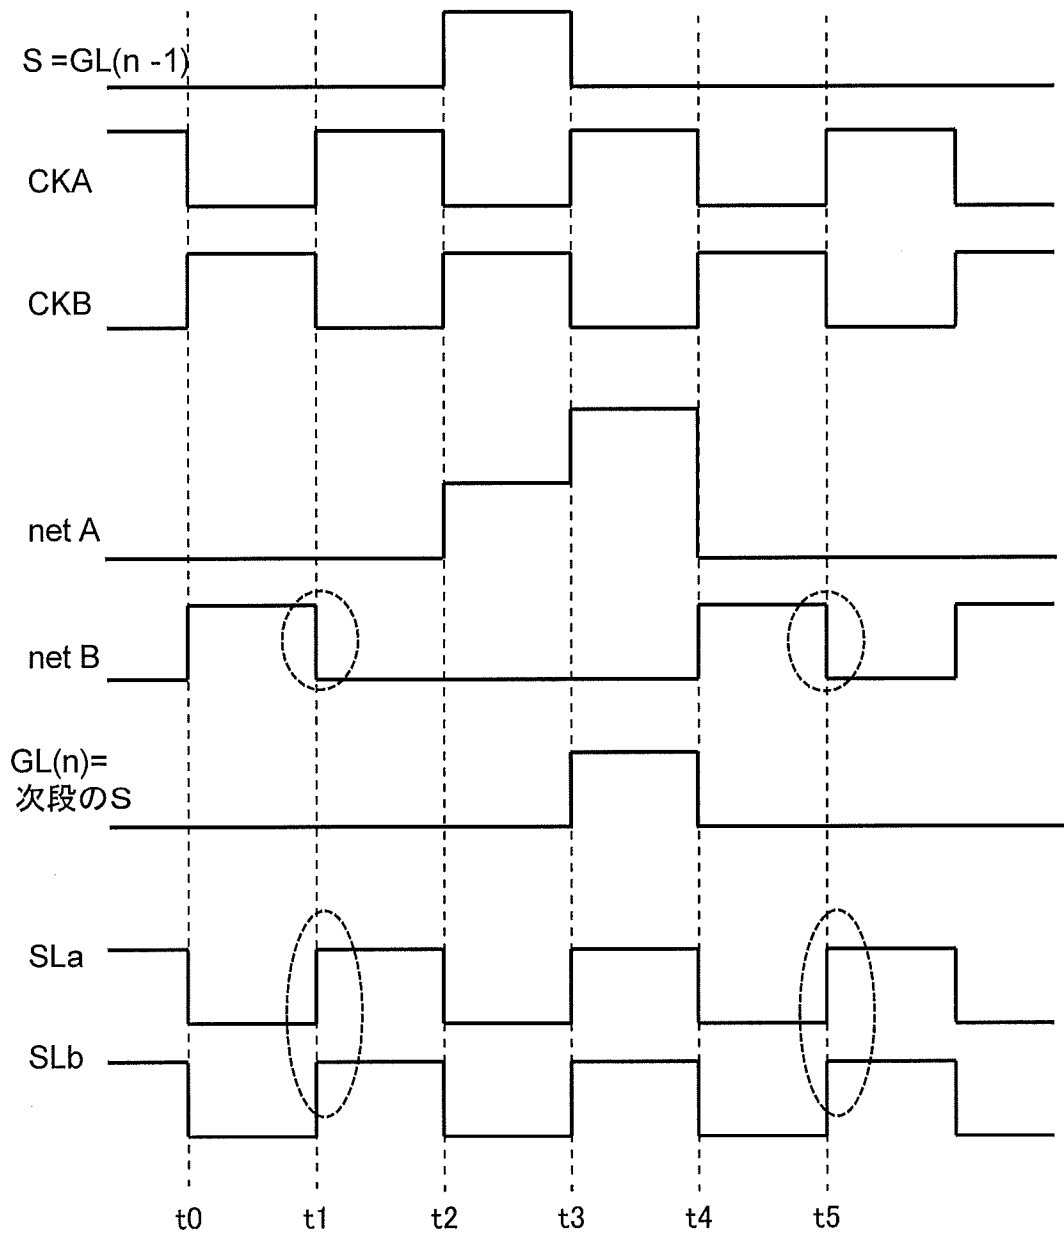 S =GL(n -1)
CKA
CKB
net A
net B
GL(n)=
次段のS
SLa
SLb
t0 t1 t2 t3 t4 t5